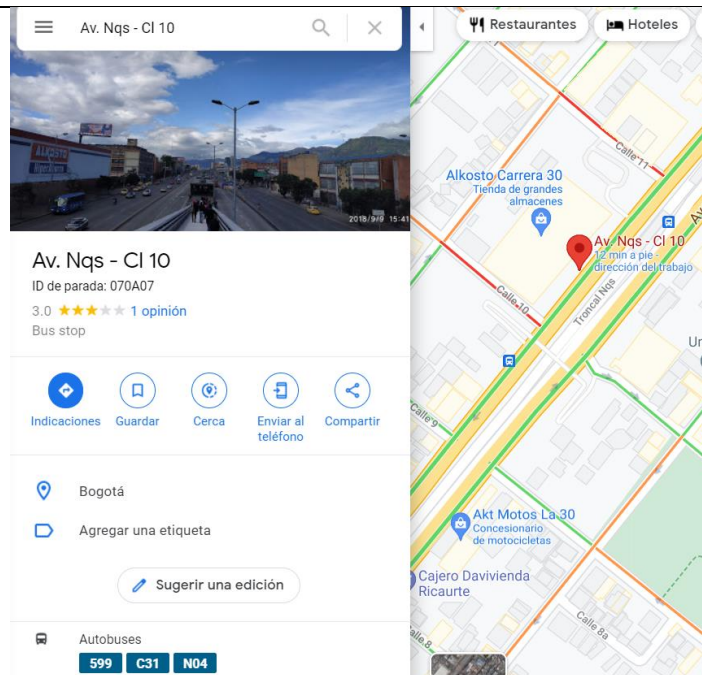 Av. Nqs - Cl 10
ALKOSTO
2018/9/9 15:41
Av. Nqs - Cl 10
ID de parada: 070A07
3.0 1 opinión
Bus stop
Indicaciones
Guardar
Cerca
Enviar al
teléfono
Compartir
Bogotá
Agregar una etiqueta
Sugerir una edición
Autobuses
599 C31 N04
Restaurantes
Hoteles
Calle 11
Alkosto Carrera 30
Tienda de grandes
almacenes
Av
Av. Nqs - Cl 10
12 min a pie -
dirección del trabajo
Calle 10
Troncal Nqs
Ur
Calle 9
Akt Motos La 30
Concesionario
de motocicletas
Cajero Davivienda
Ricaurte
Calle 8a
Calle 8